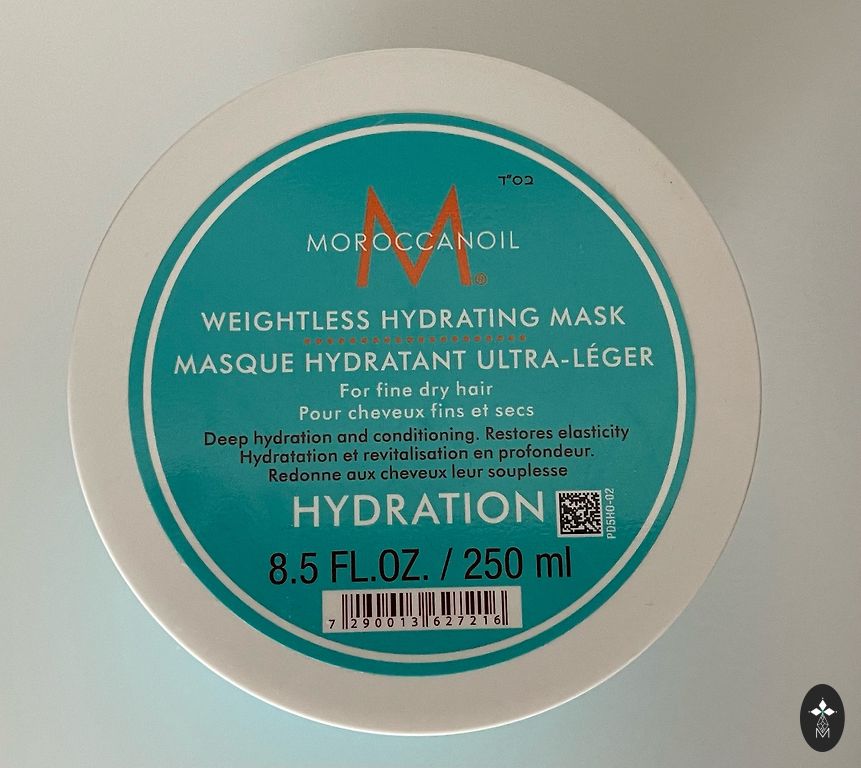 בס"ד
M
MOROCCANOIL
®
WEIGHTLESS HYDRATING MASK
MASQUE HYDRATANT ULTRA-LÉGER
For fine dry hair
Pour cheveux fins et secs
Deep hydration and conditioning. Restores elasticity
Hydratation et revitalisation en profondeur.
Redonne aux cheveux leur souplesse
HYDRATION
PD5HO-02
8.5 FL.OZ. / 250 ml
7 290013 627216
M